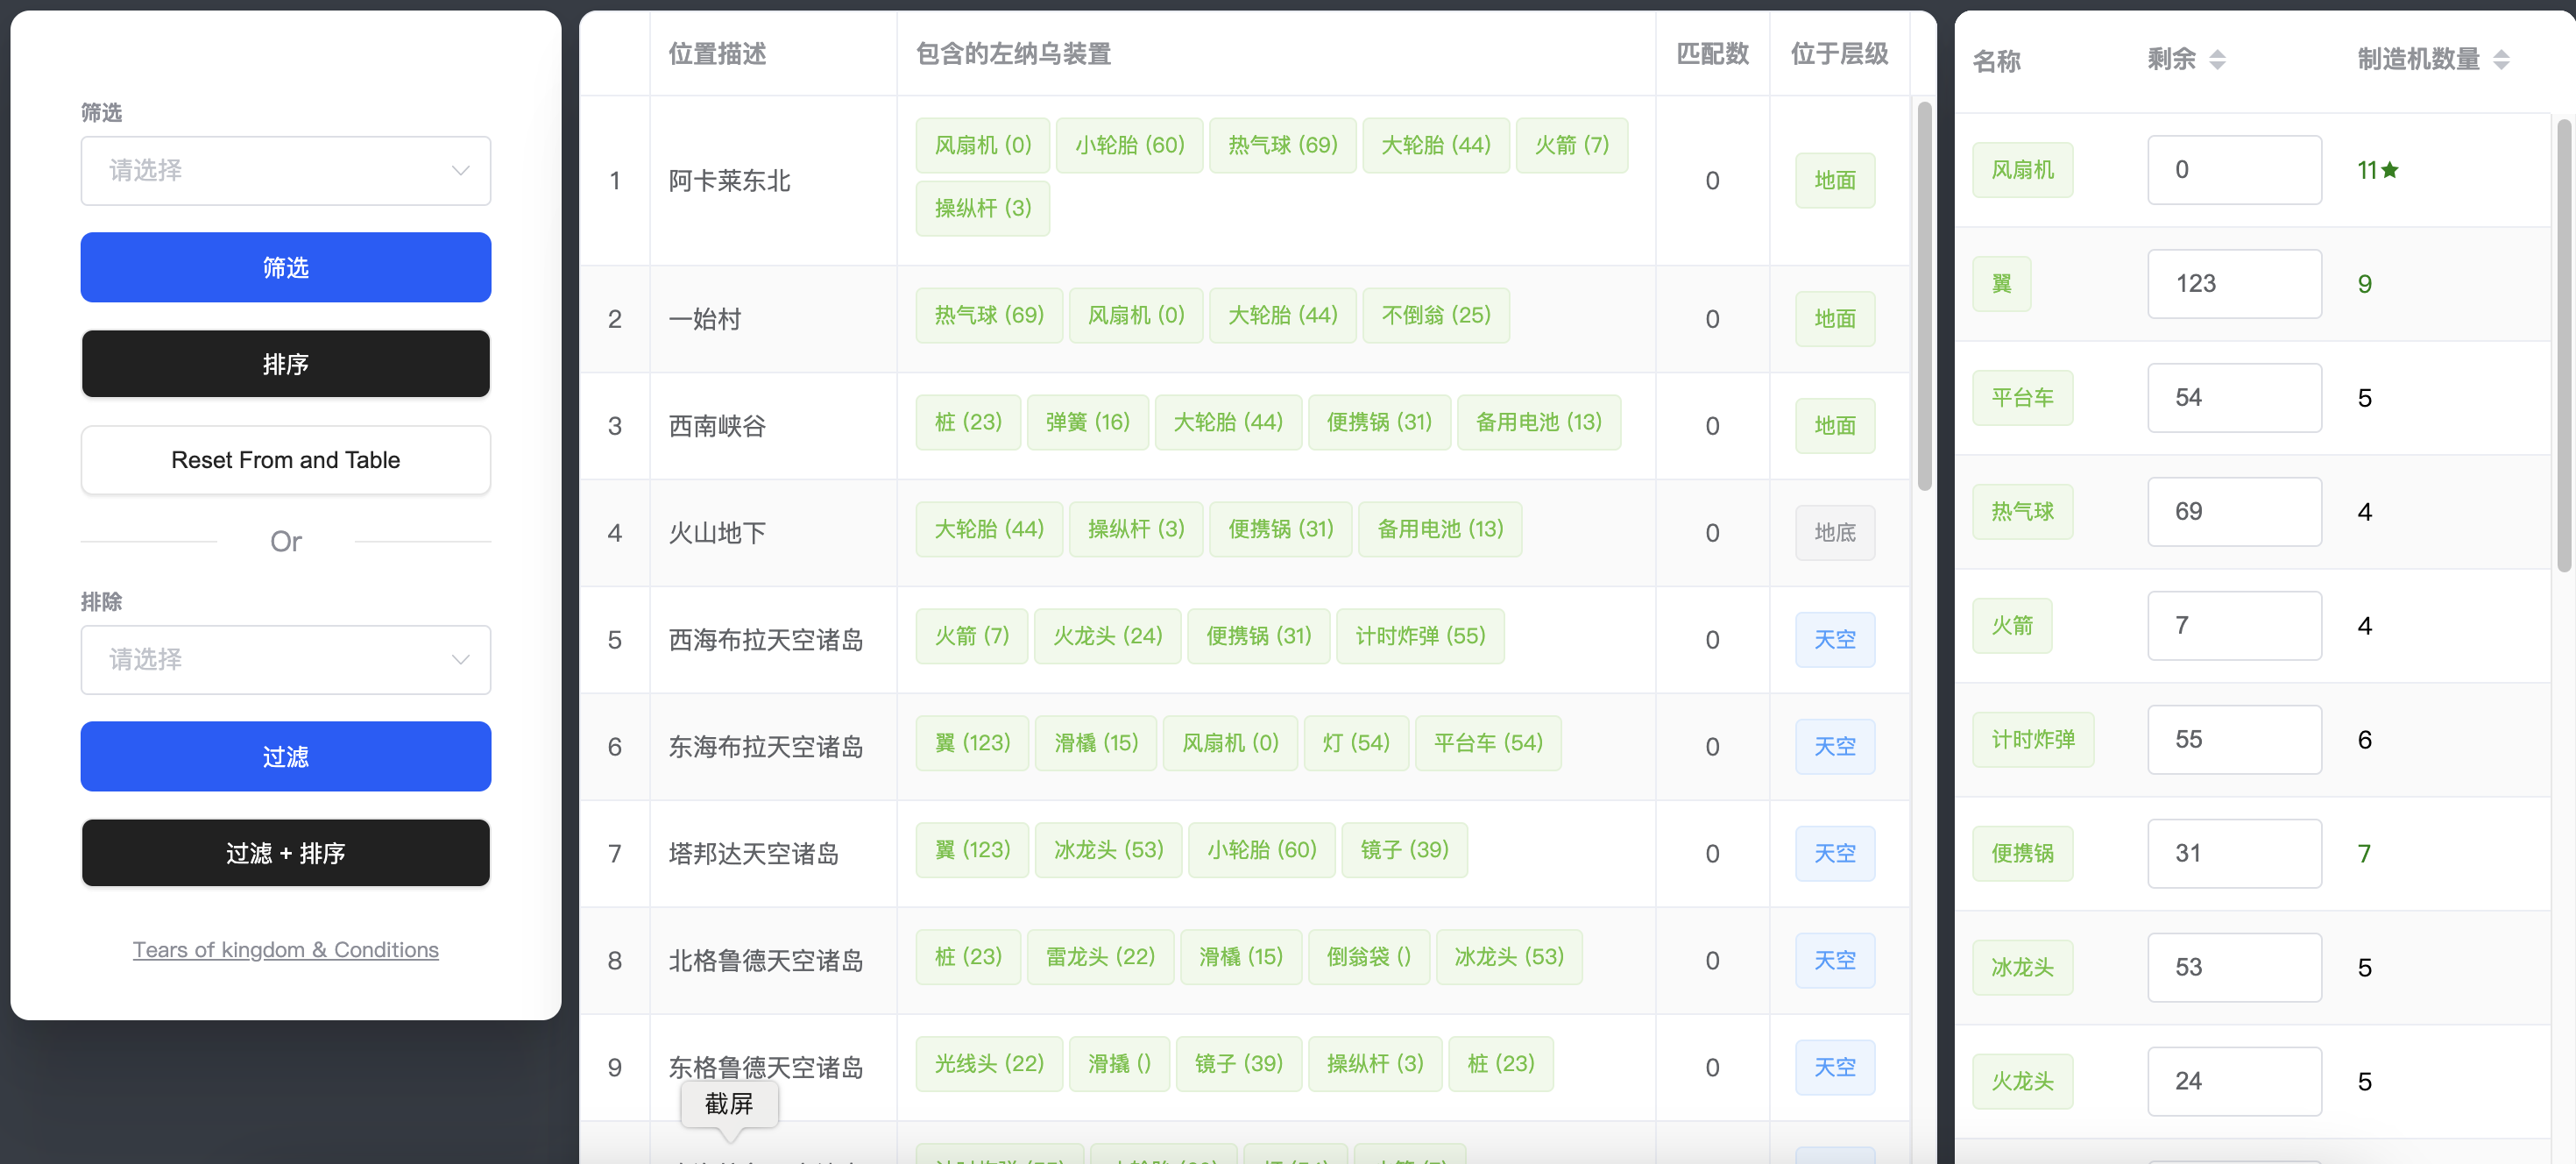 筛选
请选择
筛选
排序
Reset From and Table
Or
排除
请选择
过滤
过滤 + 排序
Tears of kingdom & Conditions
位置描述 包含的左纳乌装置 匹配数 位于层级
1 阿卡莱东北 风扇机 (0) 小轮胎 (60) 热气球 (69) 大轮胎 (44) 火箭 (7) 操纵杆 (3) 0 地面
2 一始村 热气球 (69) 风扇机 (0) 大轮胎 (44) 不倒翁 (25) 0 地面
3 西南峡谷 桩 (23) 弹簧 (16) 大轮胎 (44) 便携锅 (31) 备用电池 (13) 0 地面
4 火山地下 大轮胎 (44) 操纵杆 (3) 便携锅 (31) 备用电池 (13) 0 地底
5 西海布拉天空诸岛 火箭 (7) 火龙头 (24) 便携锅 (31) 计时炸弹 (55) 0 天空
6 东海布拉天空诸岛 翼 (123) 滑橇 (15) 风扇机 (0) 灯 (54) 平台车 (54) 0 天空
7 塔邦达天空诸岛 翼 (123) 冰龙头 (53) 小轮胎 (60) 镜子 (39) 0 天空
8 北格鲁德天空诸岛 桩 (23) 雷龙头 (22) 滑橇 (15) 倒翁袋 () 冰龙头 (53) 0 天空
9 东格鲁德天空诸岛 光线头 (22) 滑撬 () 镜子 (39) 操纵杆 (3) 桩 (23) 0 天空
截屏
名称 剩余 制造机数量
风扇机 0 11★
翼 123 9
平台车 54 5
热气球 69 4
火箭 7 4
计时炸弹 55 6
便携锅 31 7
冰龙头 53 5
火龙头 24 5